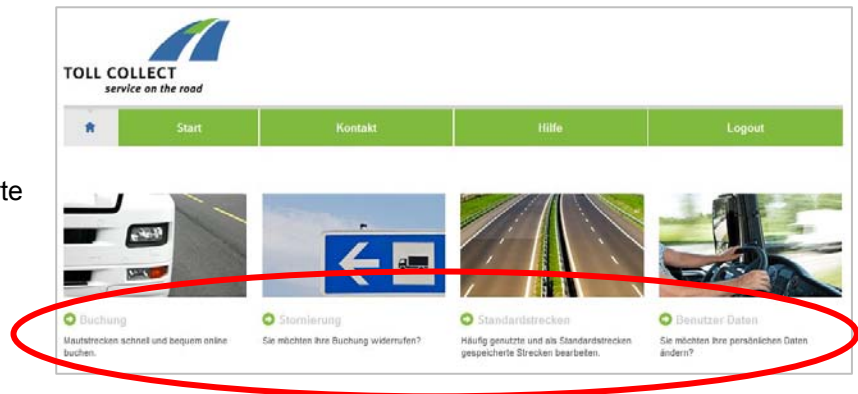 TOLL COLLECT
service on the road
Start Kontakt Hilfe Logout
te
Buchung Stornierung Standardstrecken Benutzer Daten
Mautstrecken schnell und bequem online buchen.
Sie möchten Ihre Buchung widerrufen?
Häufig genutzte und als Standardstrecken
gespeicherte Strecken bearbeiten.
Sie möchten Ihre persönlichen Daten
ändern?